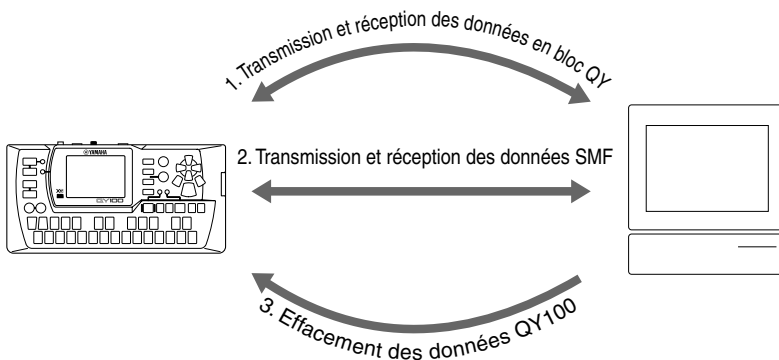 1. Transmission et réception des données en bloc QY
YAMAHA
QY100
2. Transmission et réception des données SMF
3. Effacement des données QY100